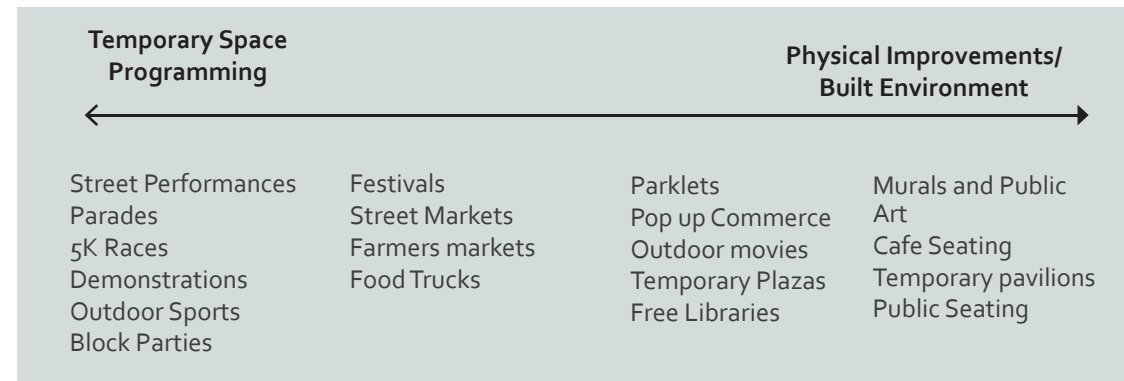 Temporary Space
Programming
Physical Improvements/
Built Environment
Street Performances
Parades
5K Races
Demonstrations
Outdoor Sports
Block Parties
Festivals
Street Markets
Farmers markets
Food Trucks
Parklets
Pop up Commerce
Outdoor movies
Temporary Plazas
Free Libraries
Murals and Public
Art
Cafe Seating
Temporary pavilions
Public Seating